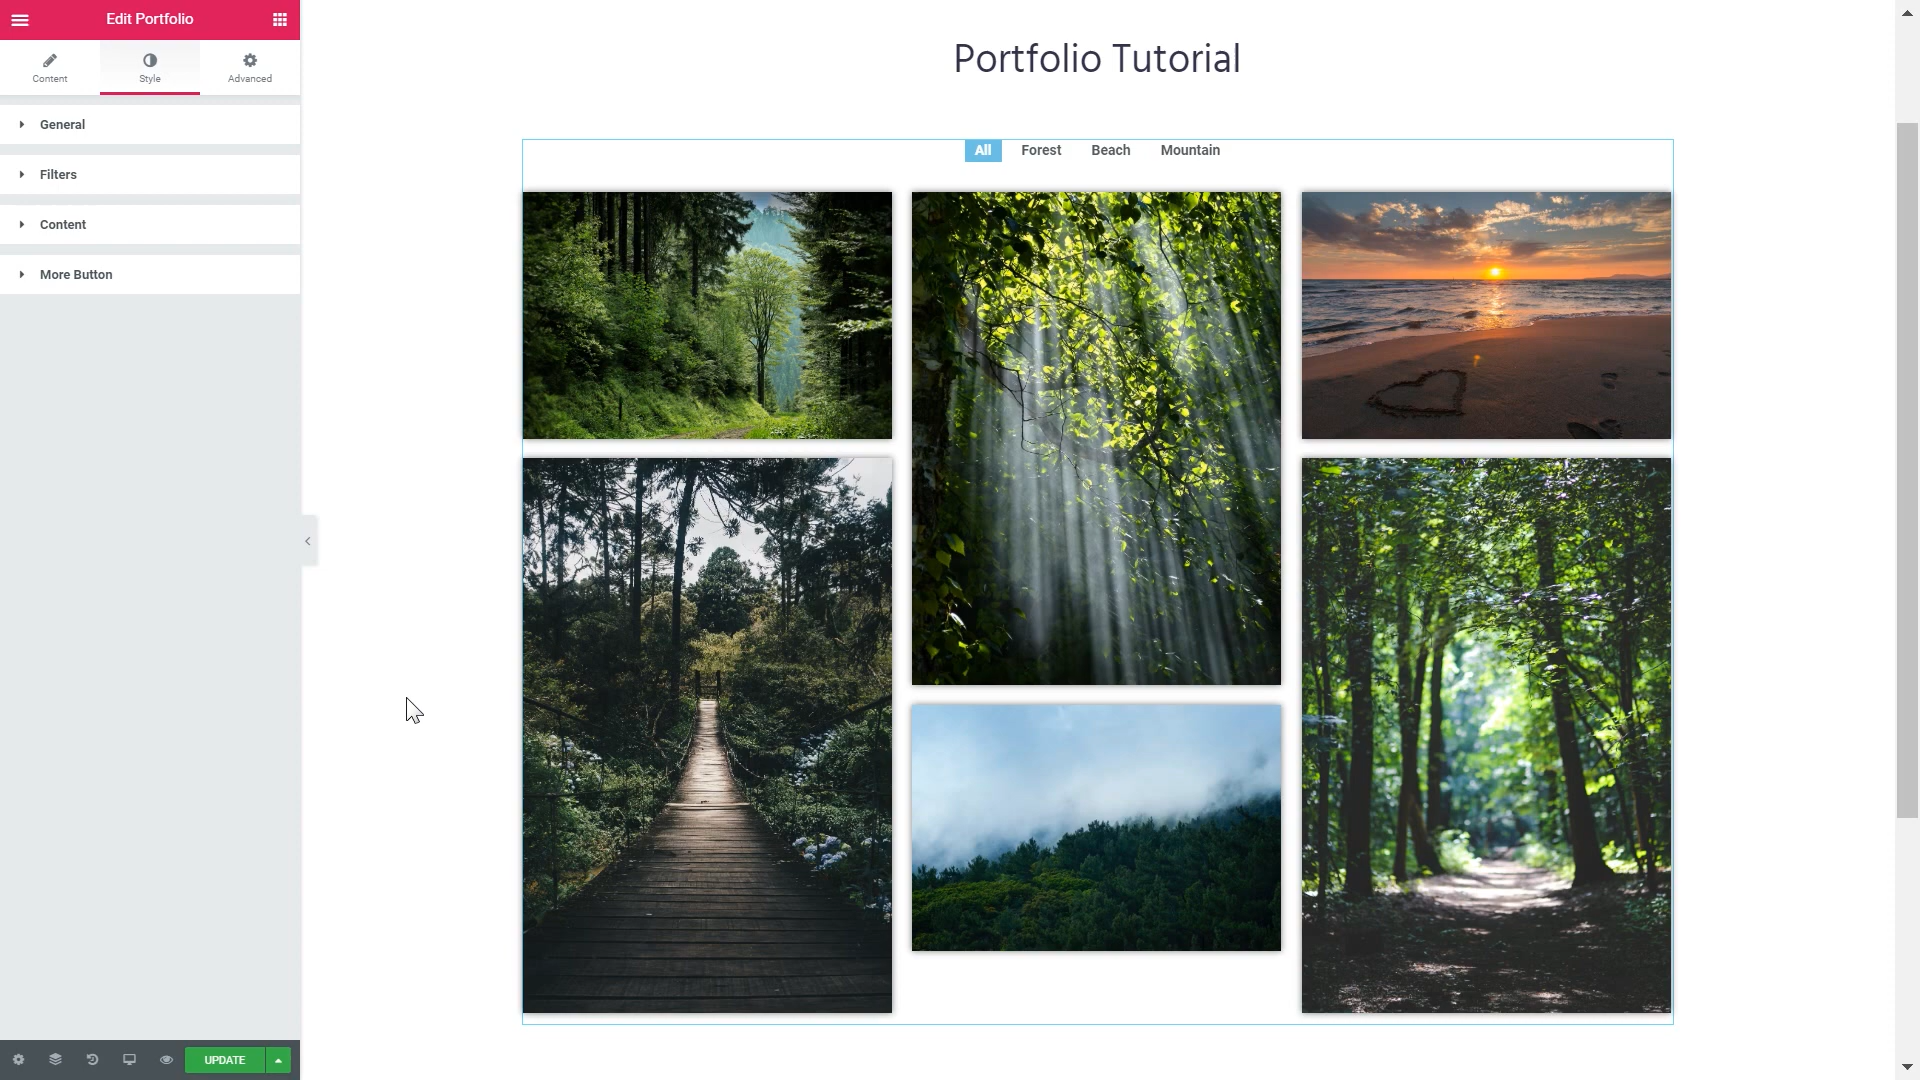 Edit Portfolio
Content
Style
Advanced
General
Filters
Content
More Button
UPDATE
Portfolio Tutorial
All
Forest
Beach
Mountain